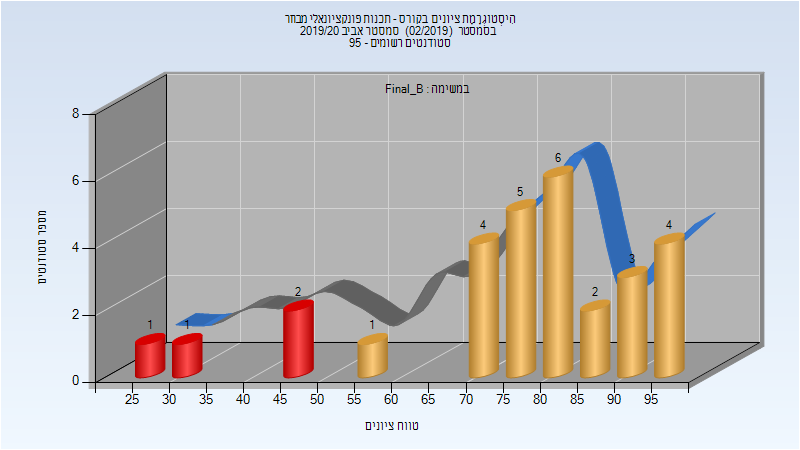 היסטוגרמת ציונים בקורס - תכנות פונקציונאלי מבוזר
בסמסטר (02/2019) סמסטר אביב 2019/20
סטודנטים רשומים - 95
במשימה : Final_B
מספר סטודנטים
8
6
4
2
0
1
1
2
1
4
5
6
2
3
4
25 30 35 40 45 50 55 60 65 70 75 80 85 90 95
טווח ציונים